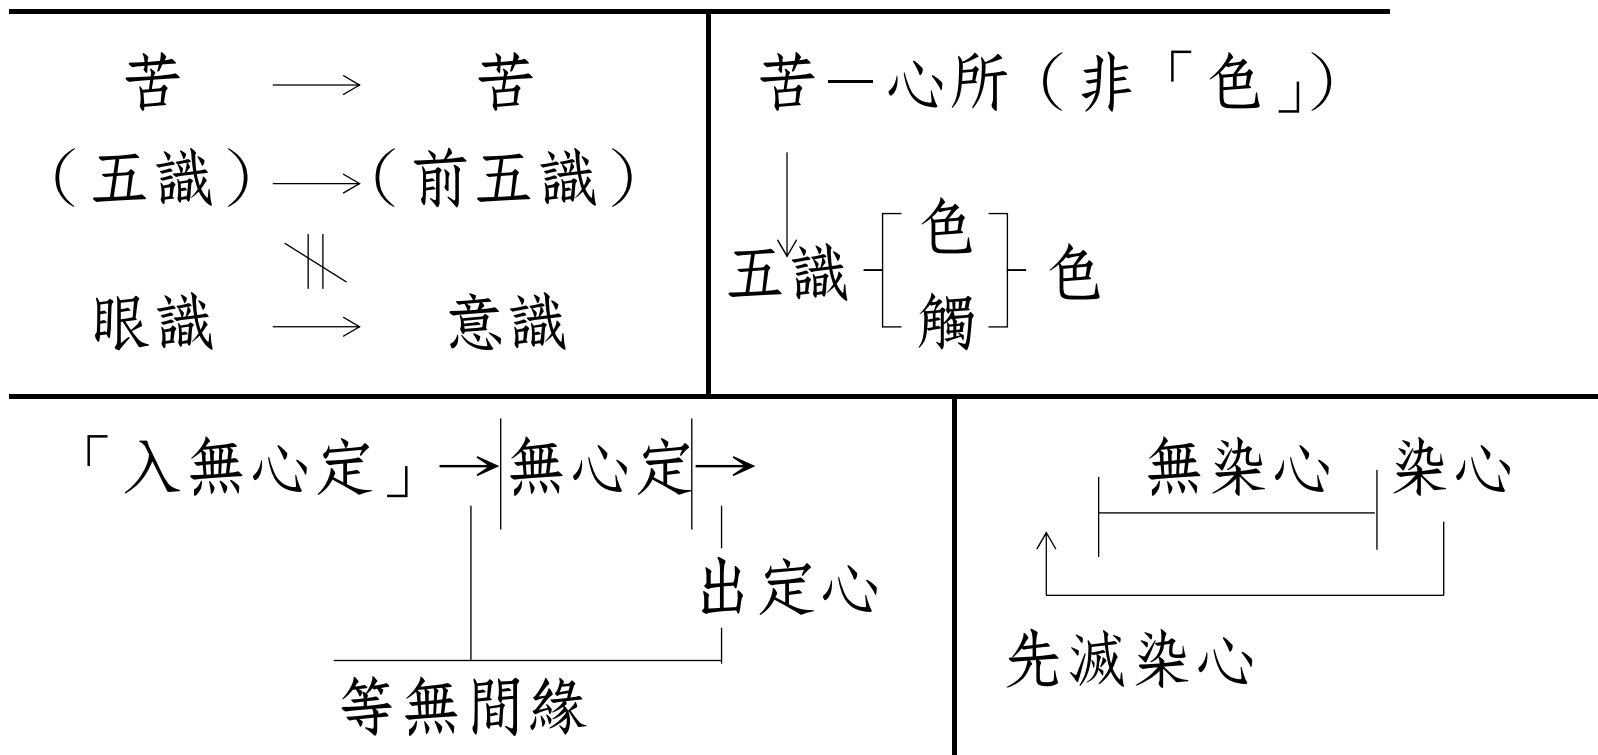 苦 → 苦
（五識） → （前五識）
眼識 → 意識
苦－心所（非「色」）
色
五識 色
觸
「入無心定」 → 無心定 →
出定心
等無間緣
無染心 染心
先滅染心